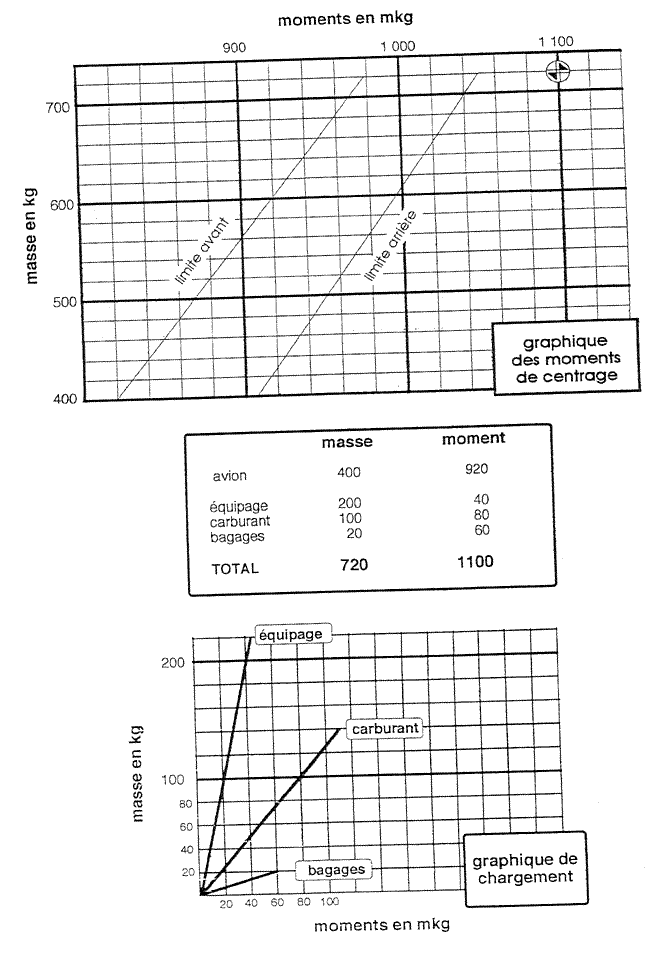 moments en mkg
900 1 000 1 100
700
600
500
400
masse en kg
limite avant
limite arrière
graphique
des moments
de centrage
masse moment
avion 400 920
équipage 200 40
carburant 100 80
bagages 20 60
TOTAL 720 1100
équipage
200
carburant
100
80
60
40
20
masse en kg
bagages
graphique de
chargement
20 40 60 80 100
moments en mkg